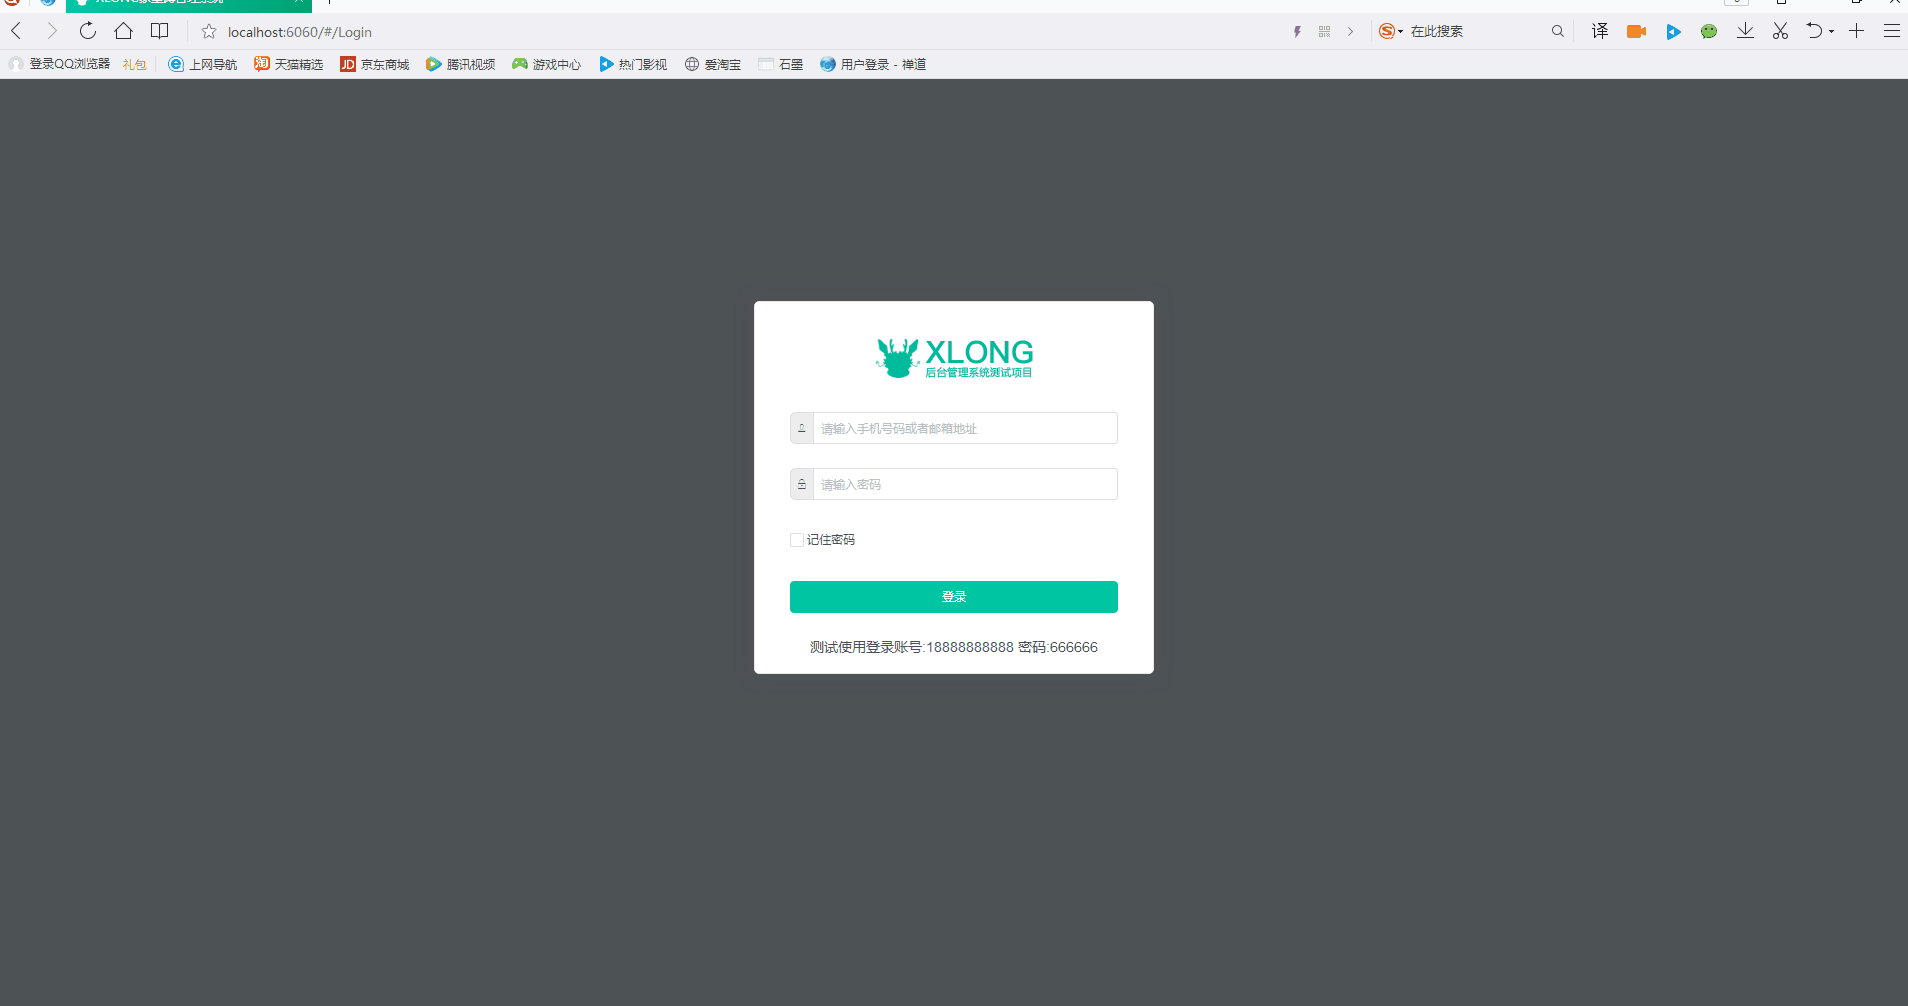 localhost:6060/#/Login
在此搜索
译
登录QQ浏览器 礼包 上网导航 淘 天猫精选 JD 京东商城 腾讯视频 游戏中心 热门影视 爱淘宝 石墨 用户登录 - 禅道
XLONG
后台管理系统测试项目
请输入手机号码或者邮箱地址
请输入密码
记住密码
登录
测试使用登录账号:18888888888 密码:666666